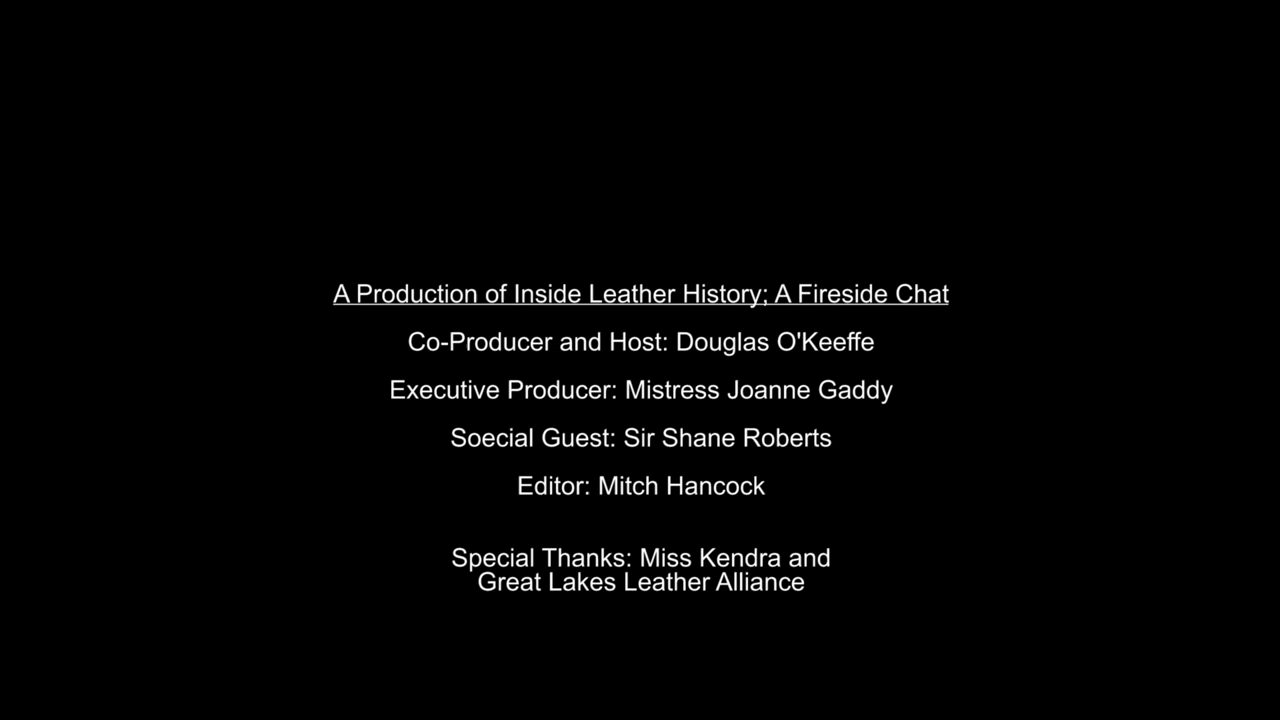 A Production of Inside Leather History; A Fireside Chat
Co-Producer and Host: Douglas O'Keeffe
Executive Producer: Mistress Joanne Gaddy
Soecial Guest: Sir Shane Roberts
Editor: Mitch Hancock
Special Thanks: Miss Kendra and
Great Lakes Leather Alliance